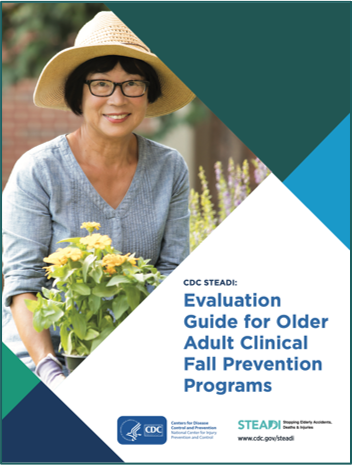 CDC STEADI:
Evaluation
Guide for Older
Adult Clinical
Fall Prevention
Programs
CDC
Centers for Disease
Control and Prevention
National Center for Injury
Prevention and Control
STEADI Stopping Elderly Accidents,
Deaths & Injuries
www.cdc.gov/steadi